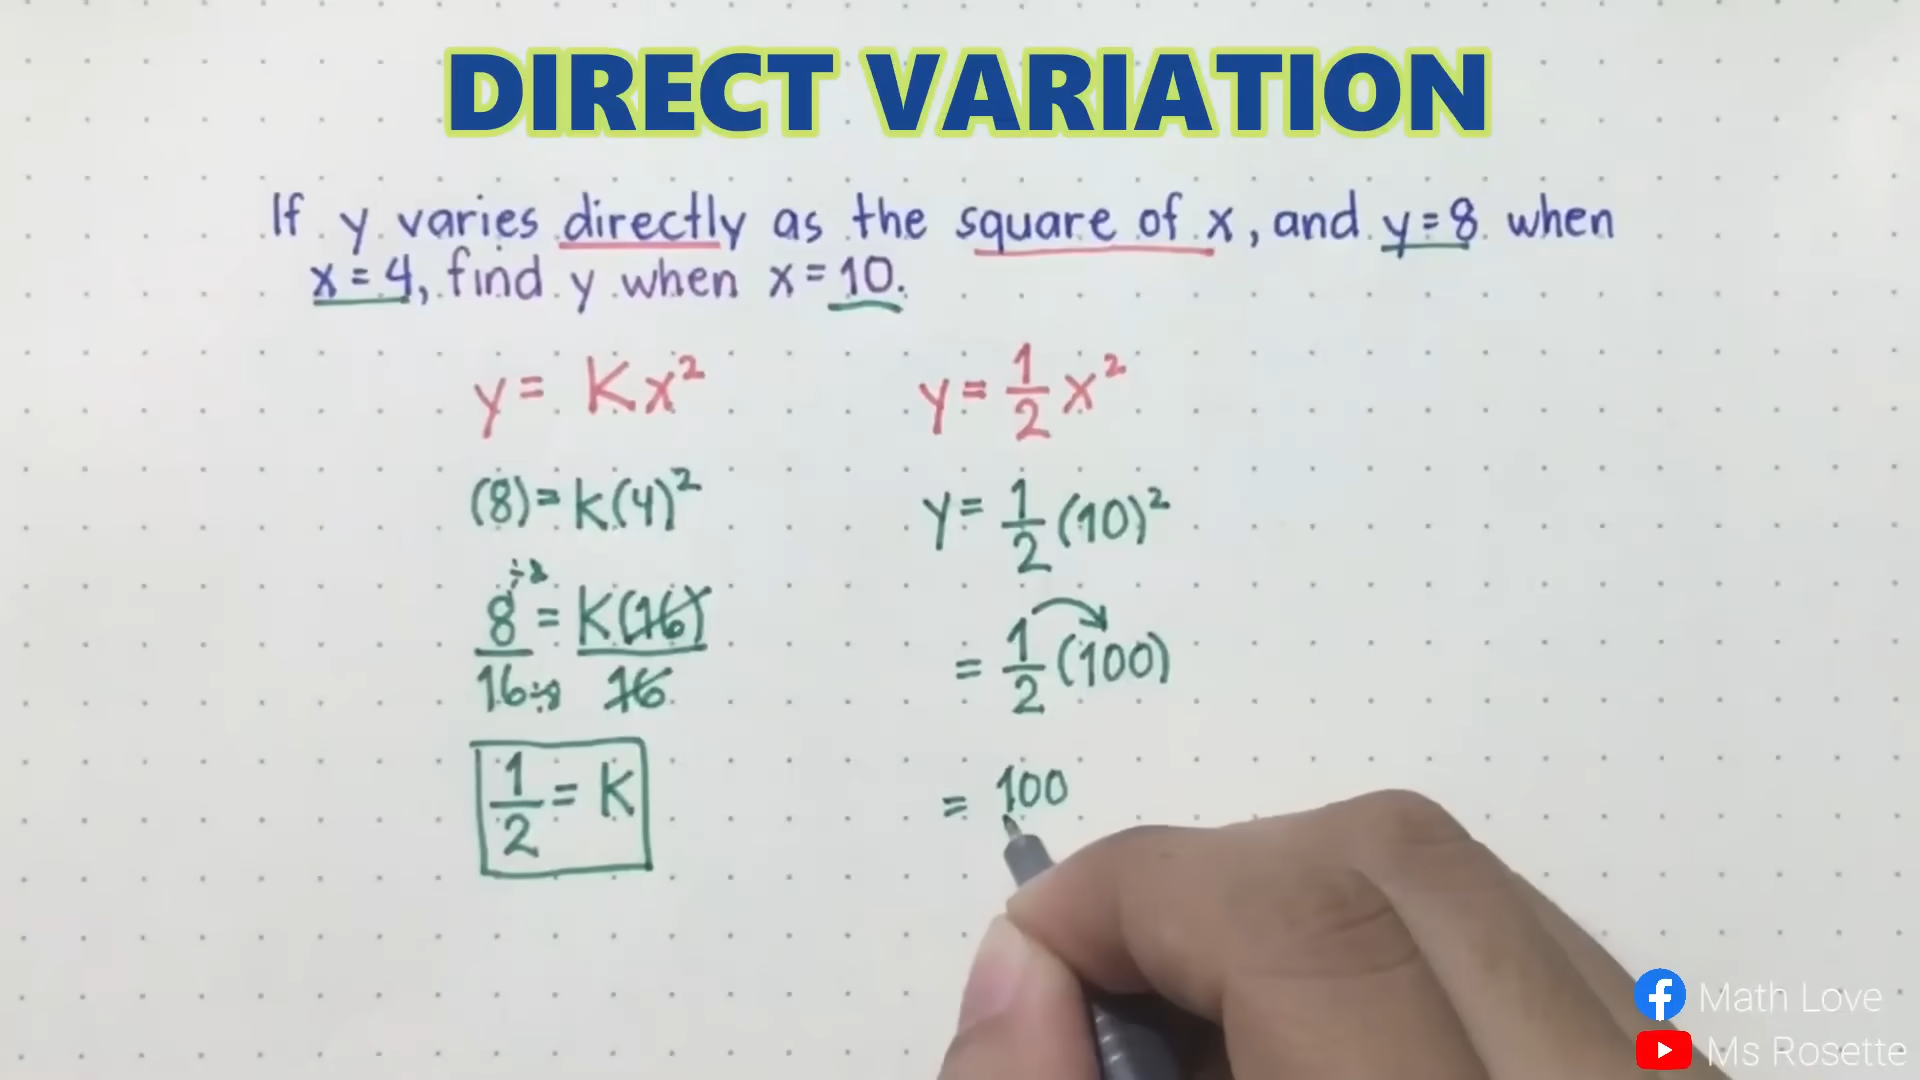 DIRECT VARIATION
If y varies directly as the square of x, and y = 8 when
x = 4, find y when x = 10.
y = Kx²
(8) = k(4)²
÷8
8 = K(16)
16÷8 16
1/2 = K
y = 1/2 x²
y = 1/2 (10)²
= 1/2 (100)
= 100
Math Love
Ms Rosette